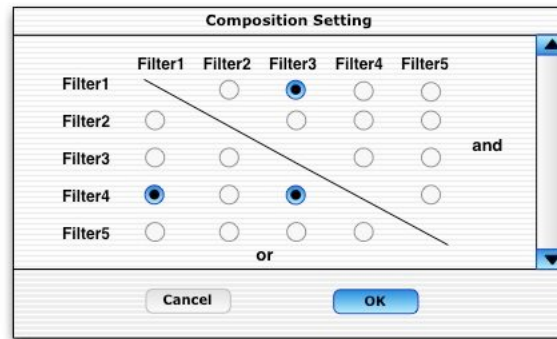 Composition Setting
Filter1 Filter2 Filter3 Filter4 Filter5
Filter1
Filter2
Filter3
and
Filter4
Filter5
or
Cancel OK